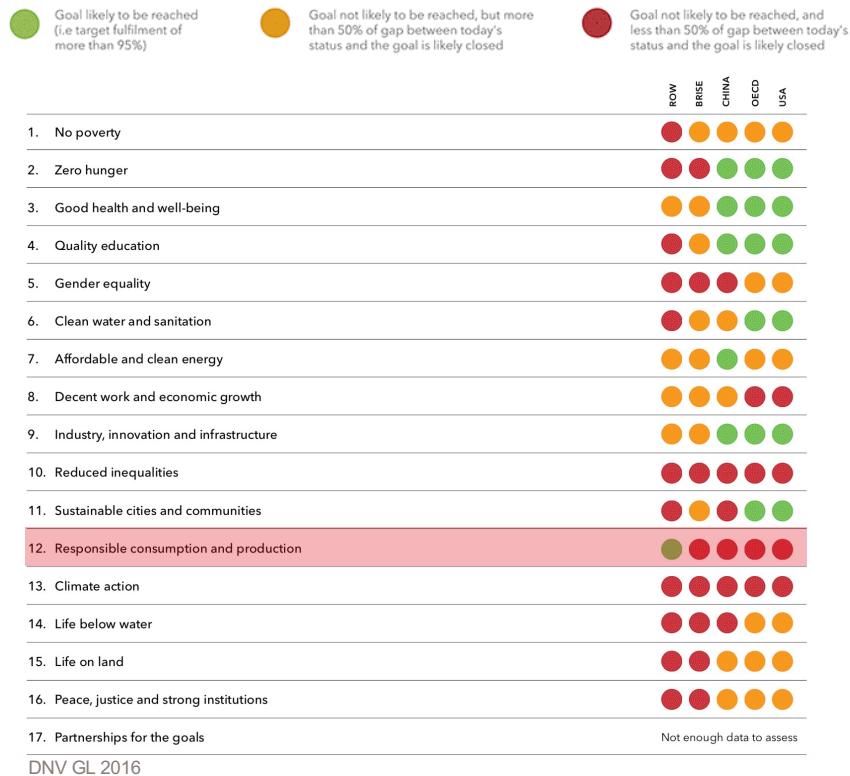 Goal likely to be reached
(i.e target fulfilment of
more than 95%)
Goal not likely to be reached, but more
than 50% of gap between today's
status and the goal is likely closed
Goal not likely to be reached, and
less than 50% of gap between today's
status and the goal is likely closed
ROW BRISE CHINA OECD USA
1. No poverty
2. Zero hunger
3. Good health and well-being
4. Quality education
5. Gender equality
6. Clean water and sanitation
7. Affordable and clean energy
8. Decent work and economic growth
9. Industry, innovation and infrastructure
10. Reduced inequalities
11. Sustainable cities and communities
12. Responsible consumption and production
13. Climate action
14. Life below water
15. Life on land
16. Peace, justice and strong institutions
17. Partnerships for the goals Not enough data to assess
DNV GL 2016